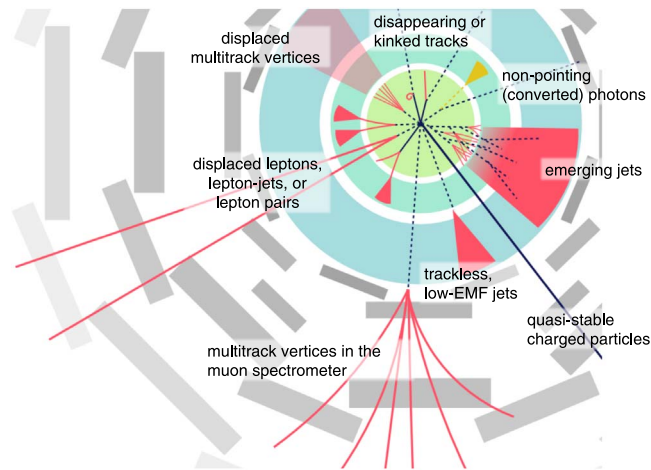 disappearing or
kinked tracks
displaced
multitrack vertices
non-pointing
(converted) photons
displaced leptons,
lepton-jets, or
lepton pairs
emerging jets
trackless,
low-EMF jets
quasi-stable
charged particles
multitrack vertices in the
muon spectrometer